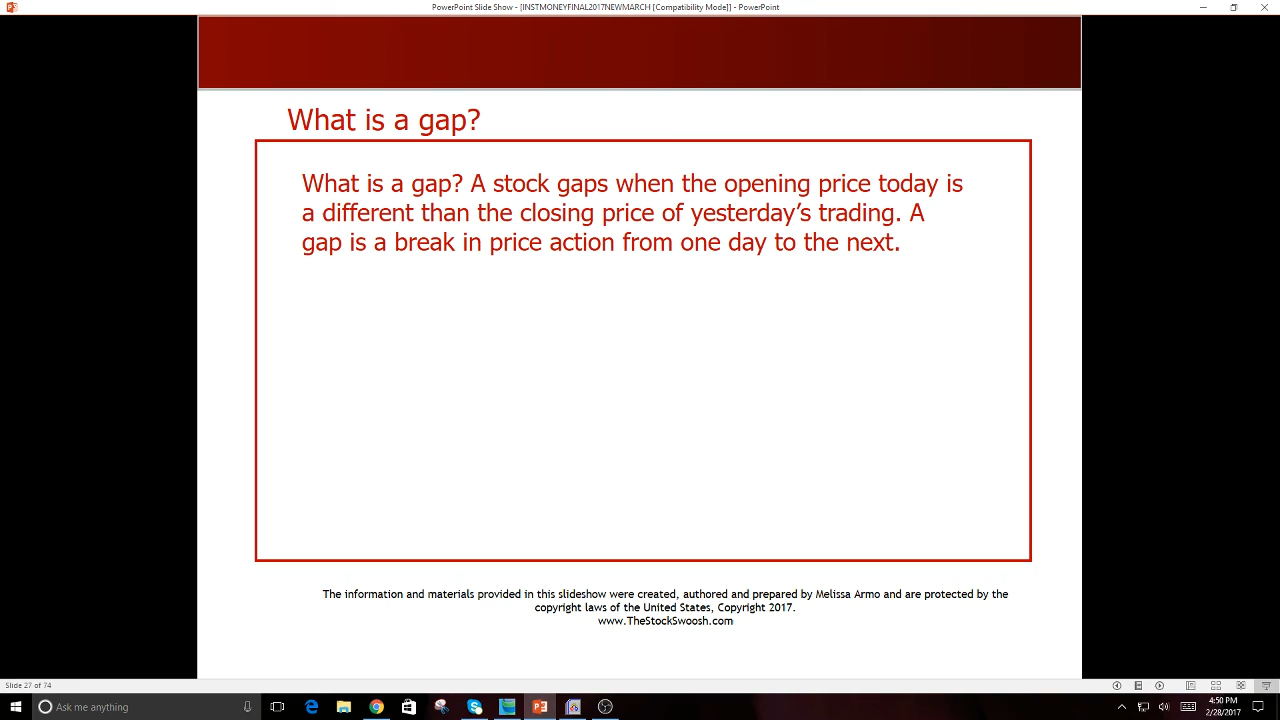 PowerPoint Slide Show - [INSTMONEYFINAL2017NEWMARCH [Compatibility Mode]] - PowerPoint
What is a gap?
What is a gap? A stock gaps when the opening price today is
a different than the closing price of yesterday’s trading. A
gap is a break in price action from one day to the next.
The information and materials provided in this slideshow were created, authored and prepared by Melissa Armo and are protected by the
copyright laws of the United States, Copyright 2017.
www.TheStockSwoosh.com
Slide 27 of 74
Ask me anything
4:50 PM
2/28/2017